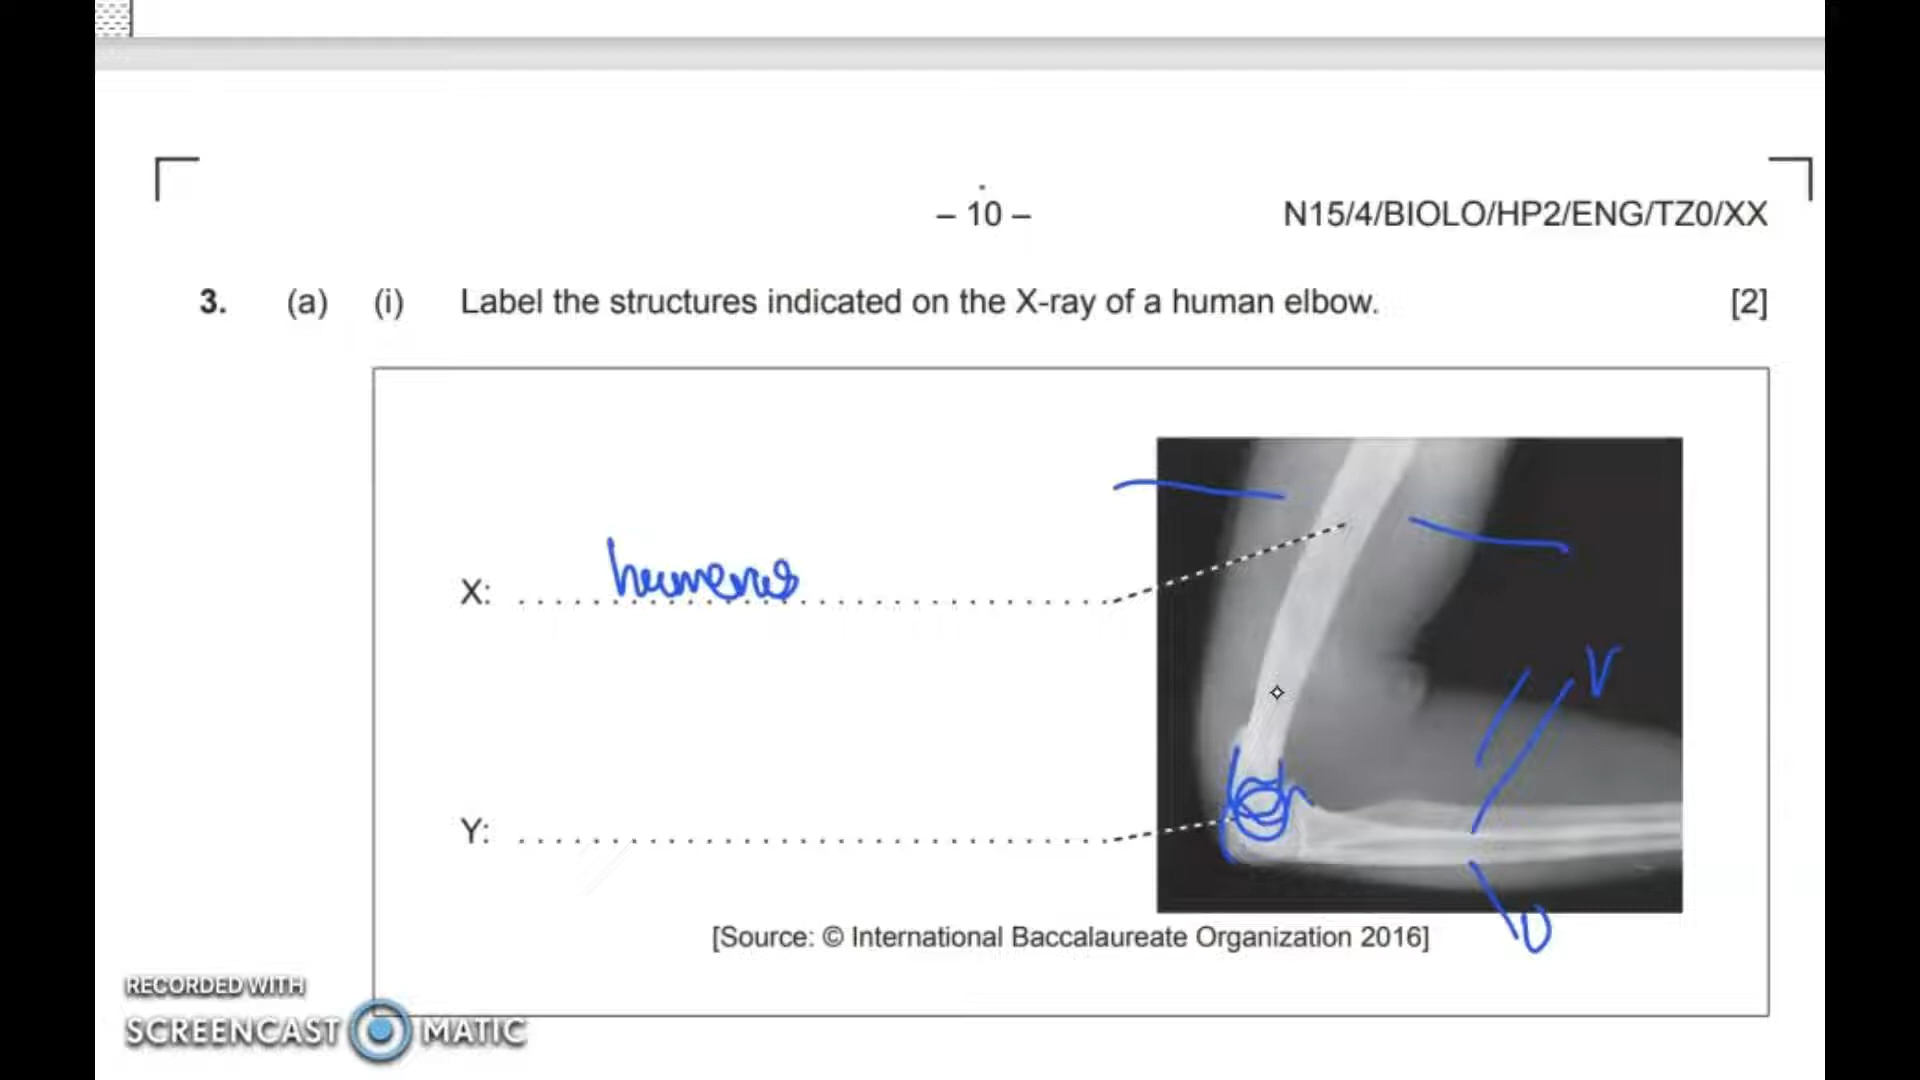 – 10 –
N15/4/BIOLO/HP2/ENG/TZ0/XX
3. (a) (i) Label the structures indicated on the X-ray of a human elbow. [2]
X: humerus
Y:
[Source: © International Baccalaureate Organization 2016]
RECORDED WITH
SCREENCAST MATIC